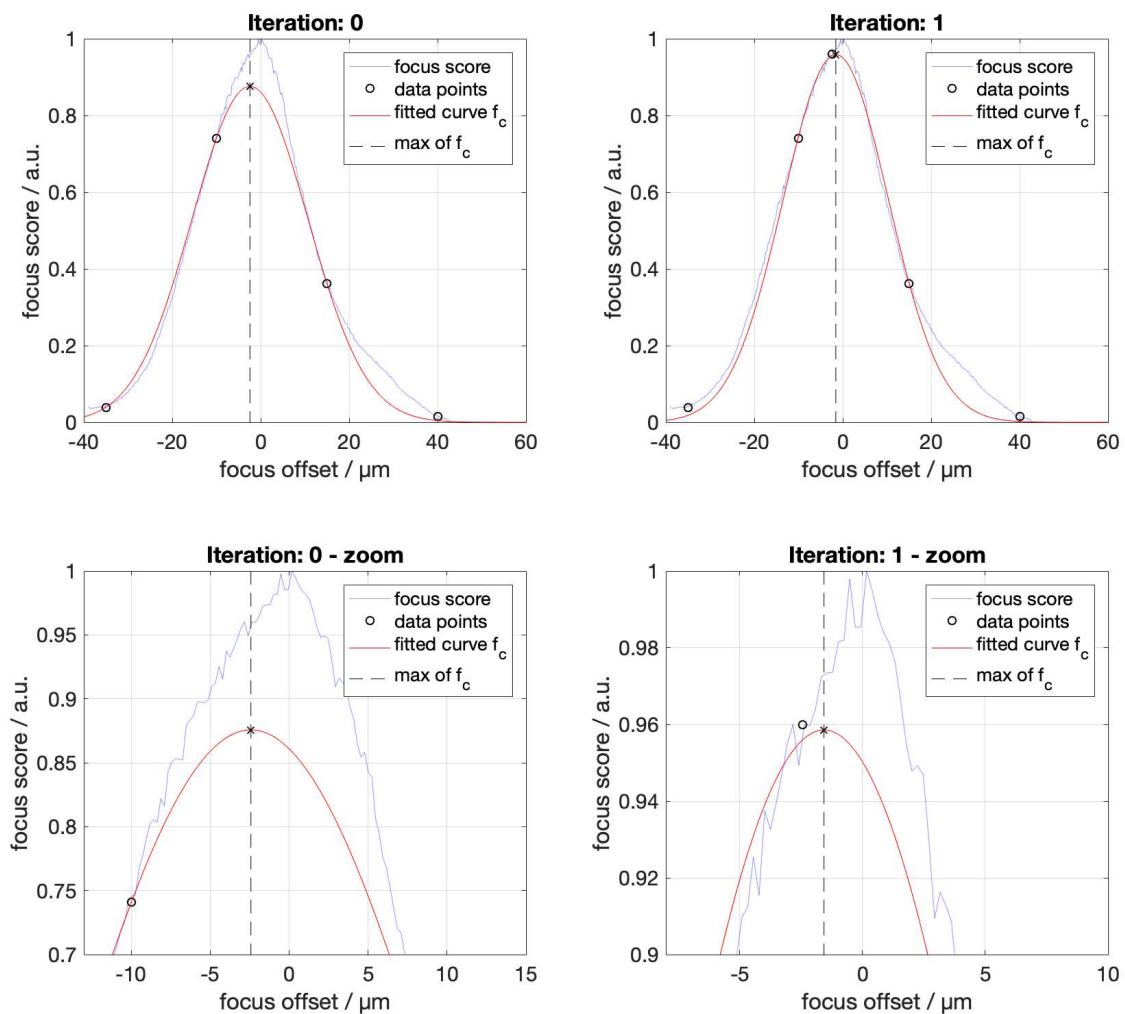 Iteration: 0
1
0.8
0.6
0.4
0.2
0
focus score / a.u.
-40
-20
0
20
40
60
focus offset / µm
focus score
data points
fitted curve f_c
max of f_c
Iteration: 1
1
0.8
0.6
0.4
0.2
0
focus score / a.u.
-40
-20
0
20
40
60
focus offset / µm
focus score
data points
fitted curve f_c
max of f_c
Iteration: 0 - zoom
1
0.95
0.9
0.85
0.8
0.75
0.7
focus score / a.u.
-10
-5
0
5
10
15
focus offset / µm
focus score
data points
fitted curve f_c
max of f_c
Iteration: 1 - zoom
1
0.98
0.96
0.94
0.92
0.9
focus score / a.u.
-5
0
5
10
focus offset / µm
focus score
data points
fitted curve f_c
max of f_c